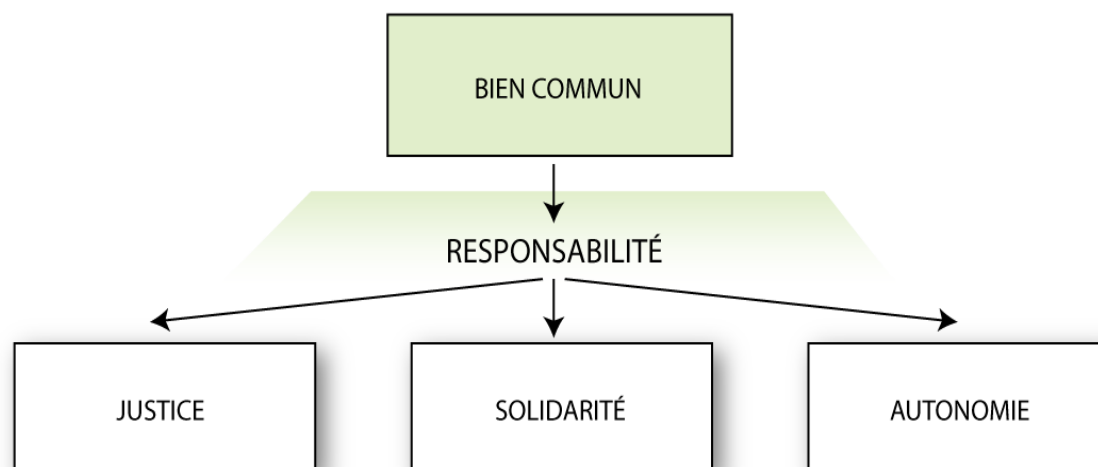 BIEN COMMUN
RESPONSABILITÉ
JUSTICE
SOLIDARITÉ
AUTONOMIE